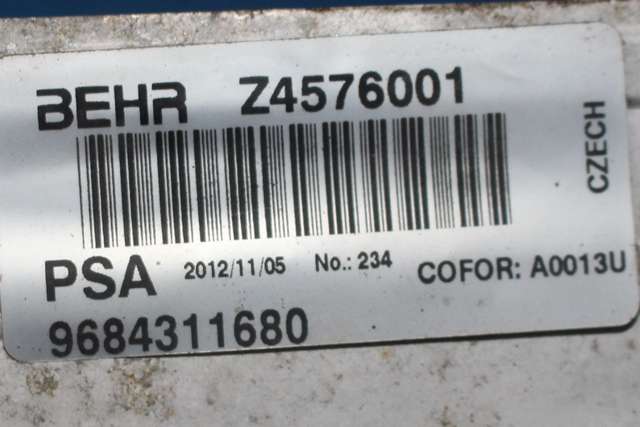 BEHR Z4576001
CZECH
PSA 2012/11/05 No.: 234 COFOR: A0013U
9684311680